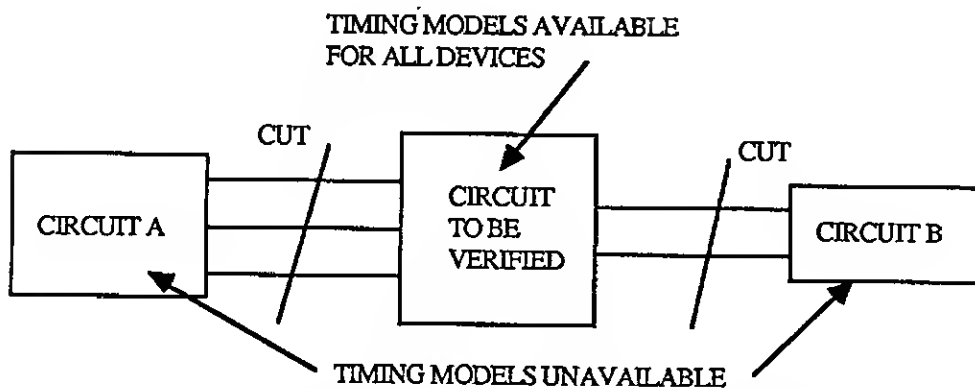 TIMING MODELS AVAILABLE
FOR ALL DEVICES
CUT
CUT
CIRCUIT A
CIRCUIT
TO BE
VERIFIED
CIRCUIT B
TIMING MODELS UNAVAILABLE